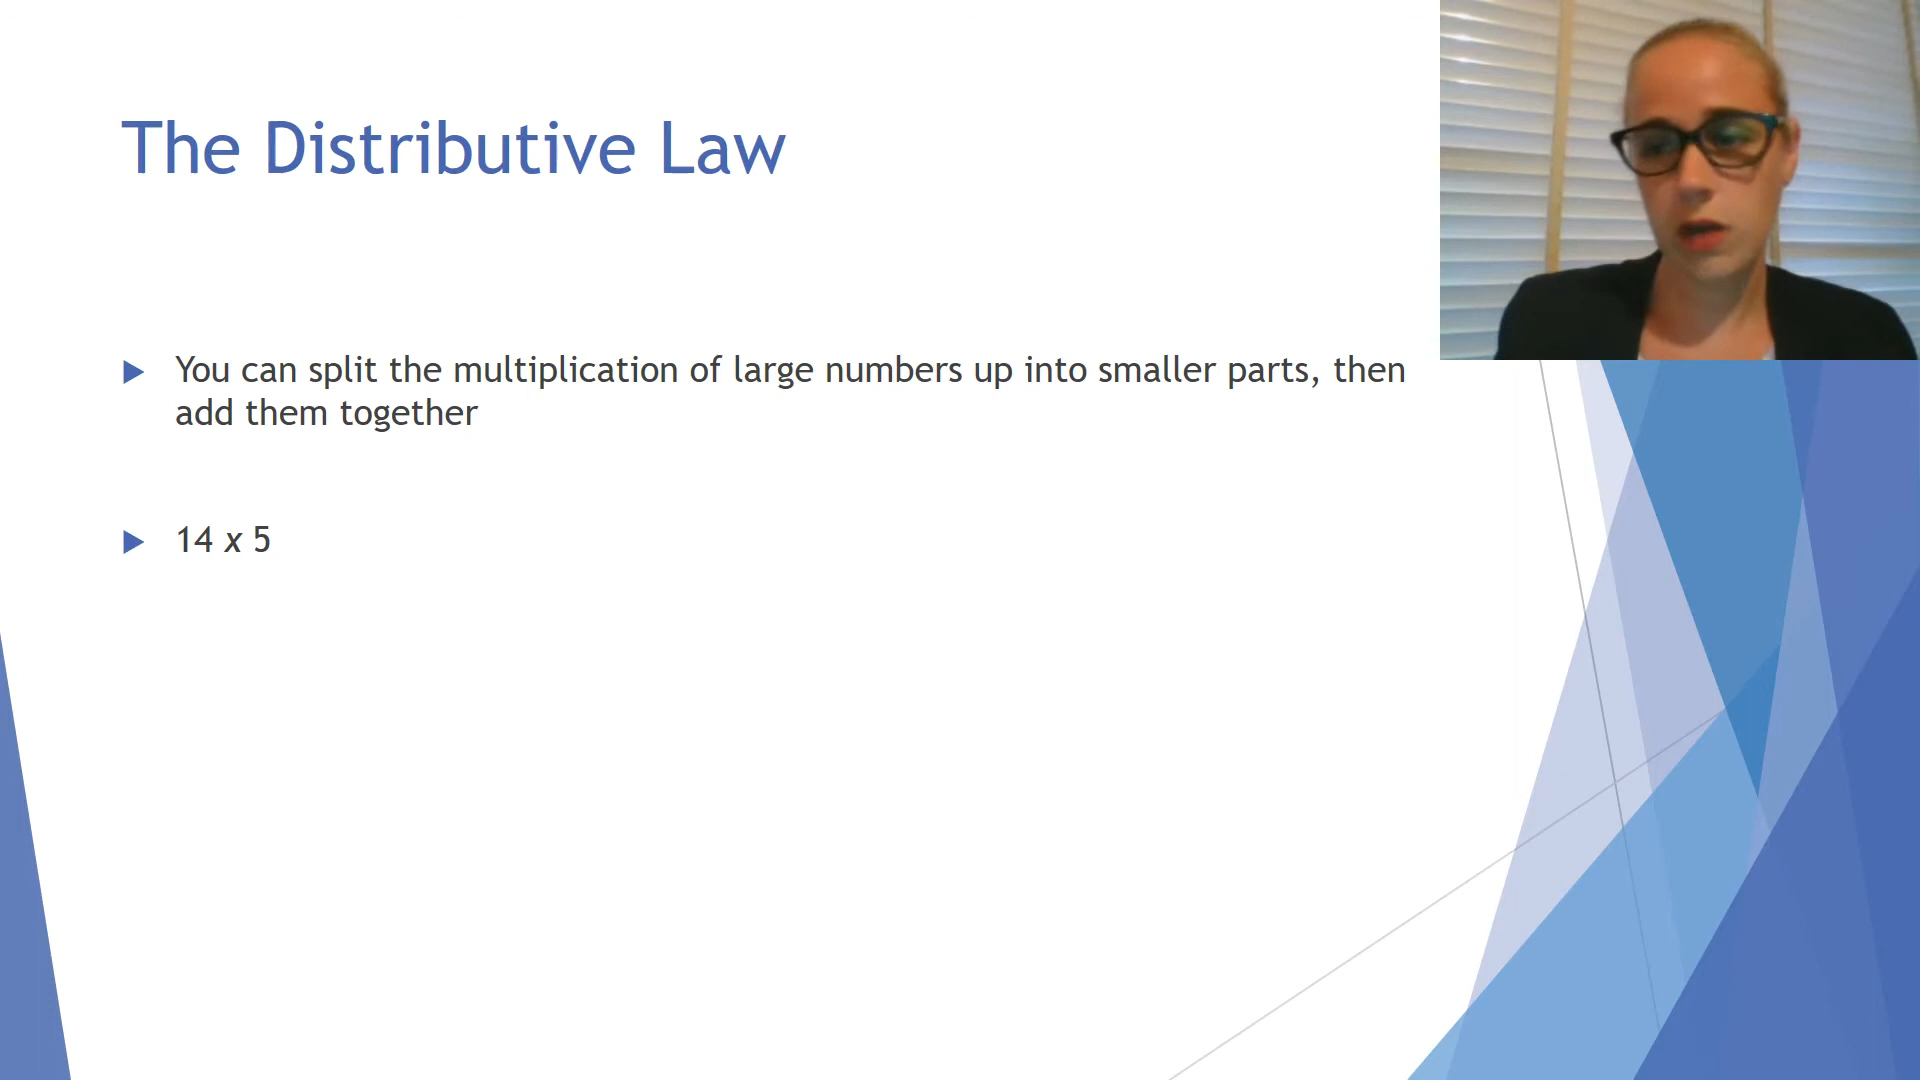 The Distributive Law
You can split the multiplication of large numbers up into smaller parts, then
add them together
14 x 5